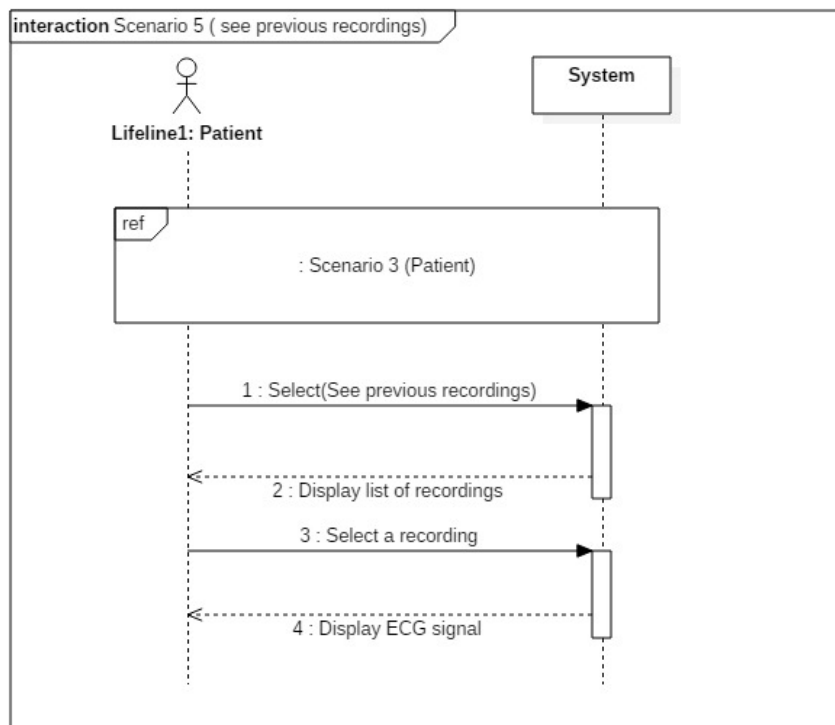 interaction Scenario 5 ( see previous recordings)
System
Lifeline1: Patient
ref
: Scenario 3 (Patient)
1 : Select(See previous recordings)
2 : Display list of recordings
3 : Select a recording
4 : Display ECG signal